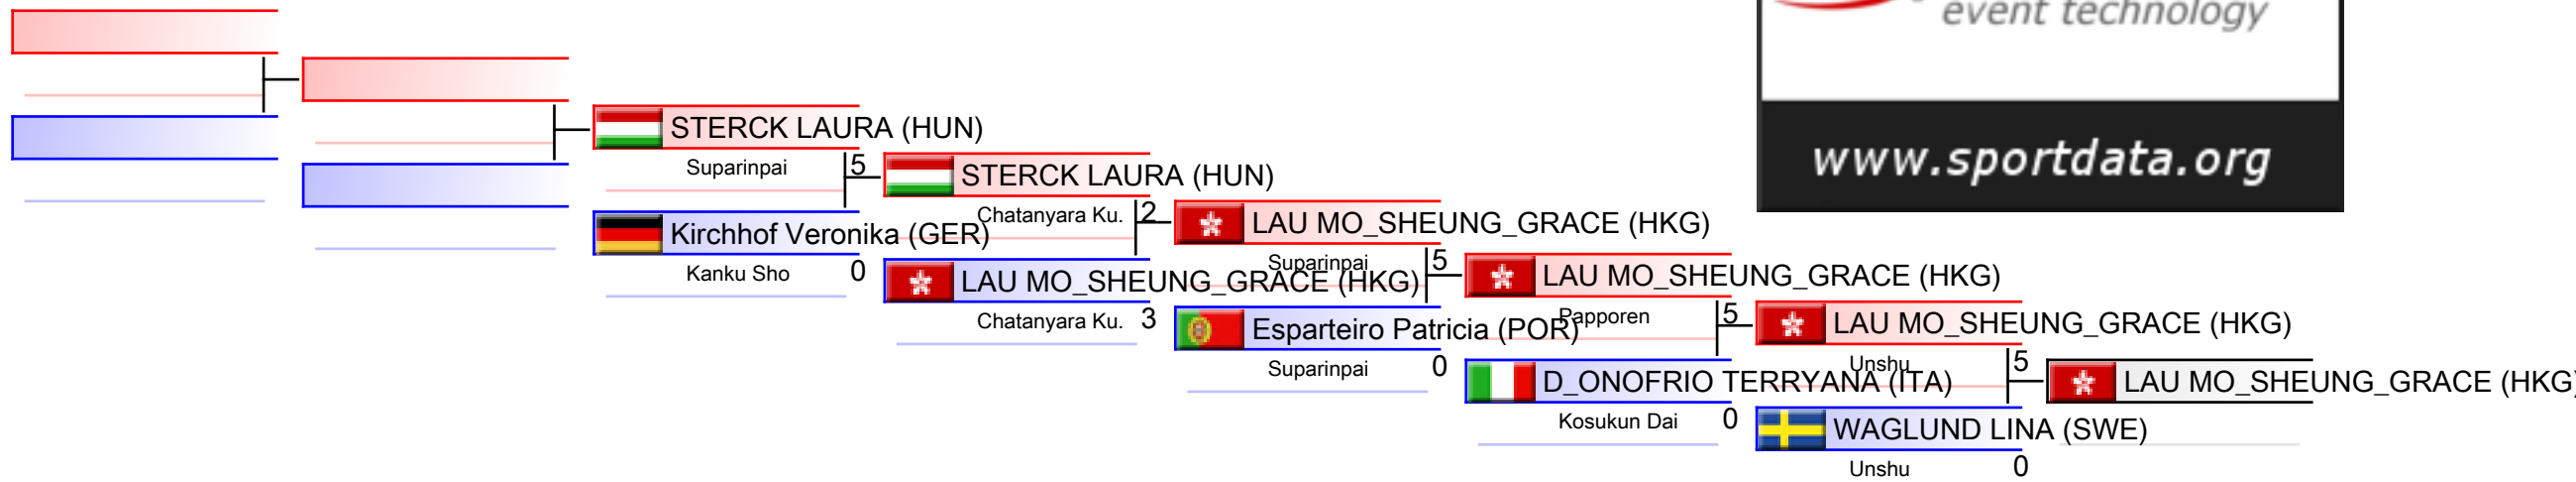 event technology
www.sportdata.org
STERCK LAURA (HUN)
Suparinpai
5
STERCK LAURA (HUN)
Chatanyara Ku.
2
Kirchhof Veronika (GER)
Kanku Sho
0
LAU MO_SHEUNG_GRACE (HKG)
Suparinpai
5
LAU MO_SHEUNG_GRACE (HKG)
Chatanyara Ku.
3
LAU MO_SHEUNG_GRACE (HKG)
Papporen
5
Esparteiro Patricia (POR)
Suparinpai
0
LAU MO_SHEUNG_GRACE (HKG)
Unshu
5
D_ONOFRIO TERRYANA (ITA)
Kosukun Dai
0
LAU MO_SHEUNG_GRACE (HKG)
WAGLUND LINA (SWE)
Unshu
0